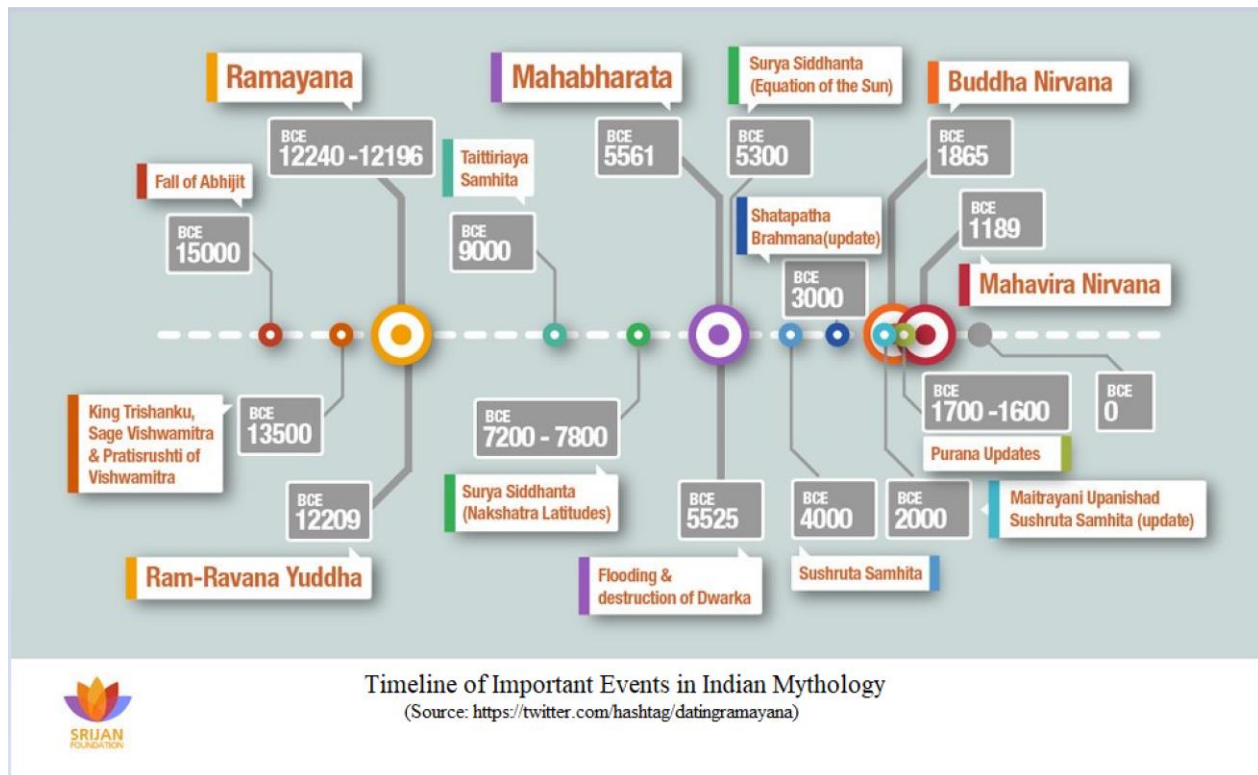 Ramayana
BCE
12240 -12196
Fall of Abhijit
BCE
15000
Taittiriaya
Samhita
BCE
9000
Mahabharata
BCE
5561
Surya Siddhanta
(Equation of the Sun)
BCE
5300
Shatapatha
Brahmana(update)
BCE
3000
Buddha Nirvana
BCE
1865
BCE
1189
Mahavira Nirvana
King Trishanku,
Sage Vishwamitra
& Pratisrushti of
Vishwamitra
BCE
13500
BCE
12209
Ram-Ravana Yuddha
BCE
7200 - 7800
Surya Siddhanta
(Nakshatra Latitudes)
BCE
5525
Flooding &
destruction of Dwarka
BCE
4000
Sushruta Samhita
BCE
2000
Maitrayani Upanishad
Sushruta Samhita (update)
BCE
1700 -1600
Purana Updates
BCE
0
SRIJAN
FOUNDATION
Timeline of Important Events in Indian Mythology
(Source: https://twitter.com/hashtag/datingramayana)